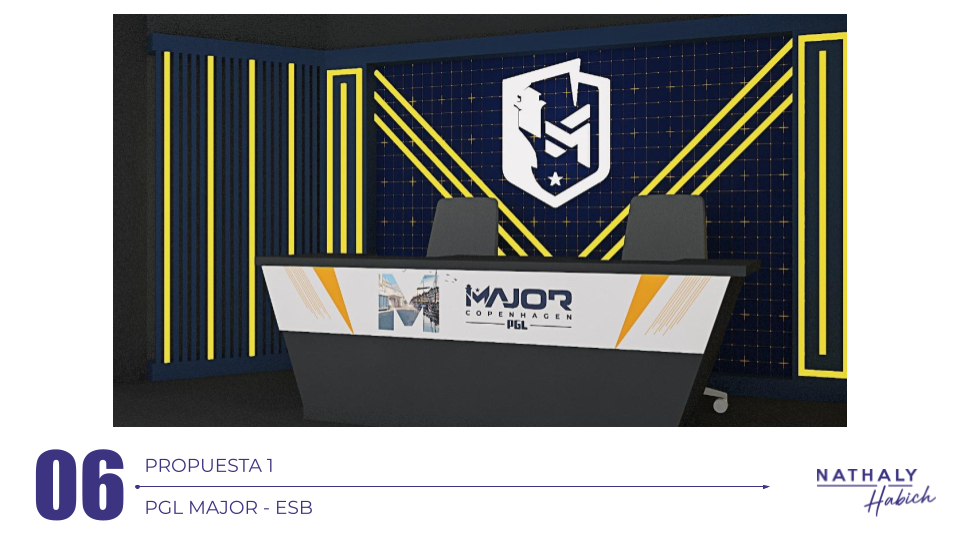 M MAJOR
COPENHAGEN
PGL
06
PROPUESTA 1
PGL MAJOR - ESB
NATHALY
Habich